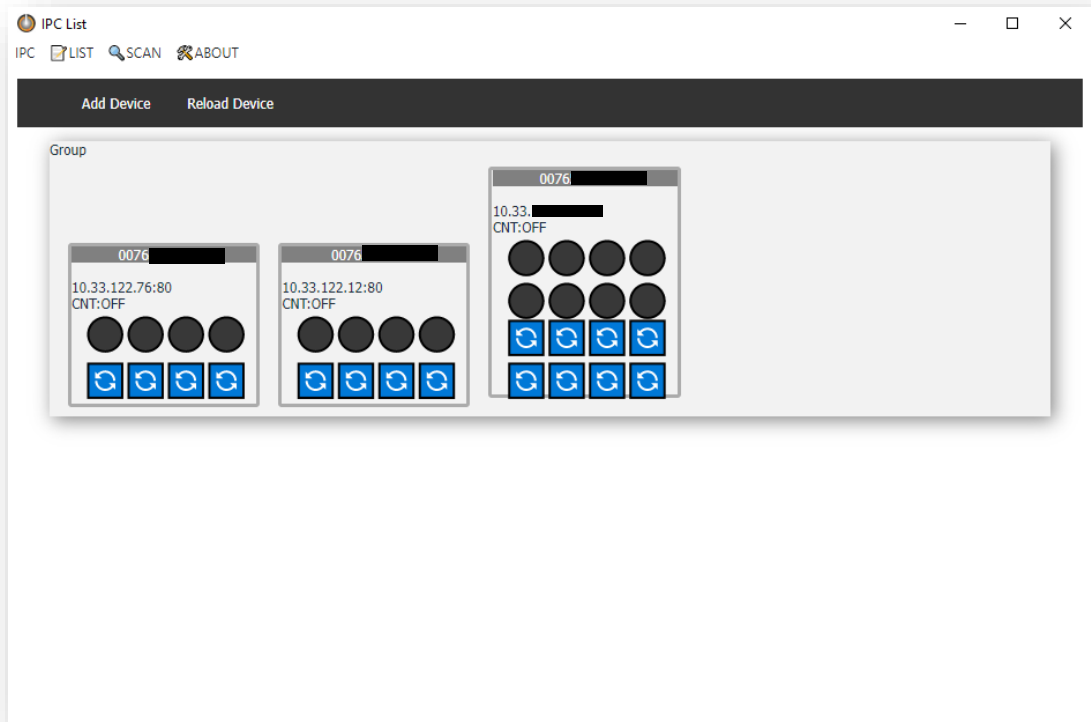 IPC List
IPC LIST SCAN ABOUT
Add Device Reload Device
Group
0076
10.33.122.76:80
CNT:OFF
0076
10.33.122.12:80
CNT:OFF
0076
10.33.
CNT:OFF